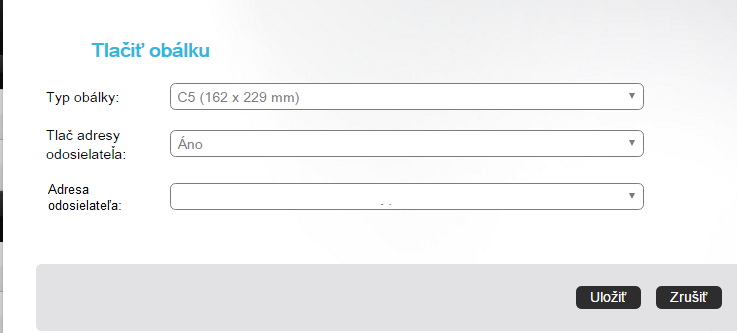 Tlačiť obálku
Typ obálky:
C5 (162 x 229 mm)
Tlač adresy
odosielateľa:
Áno
Adresa
odosielateľa:
Uložiť
Zrušiť